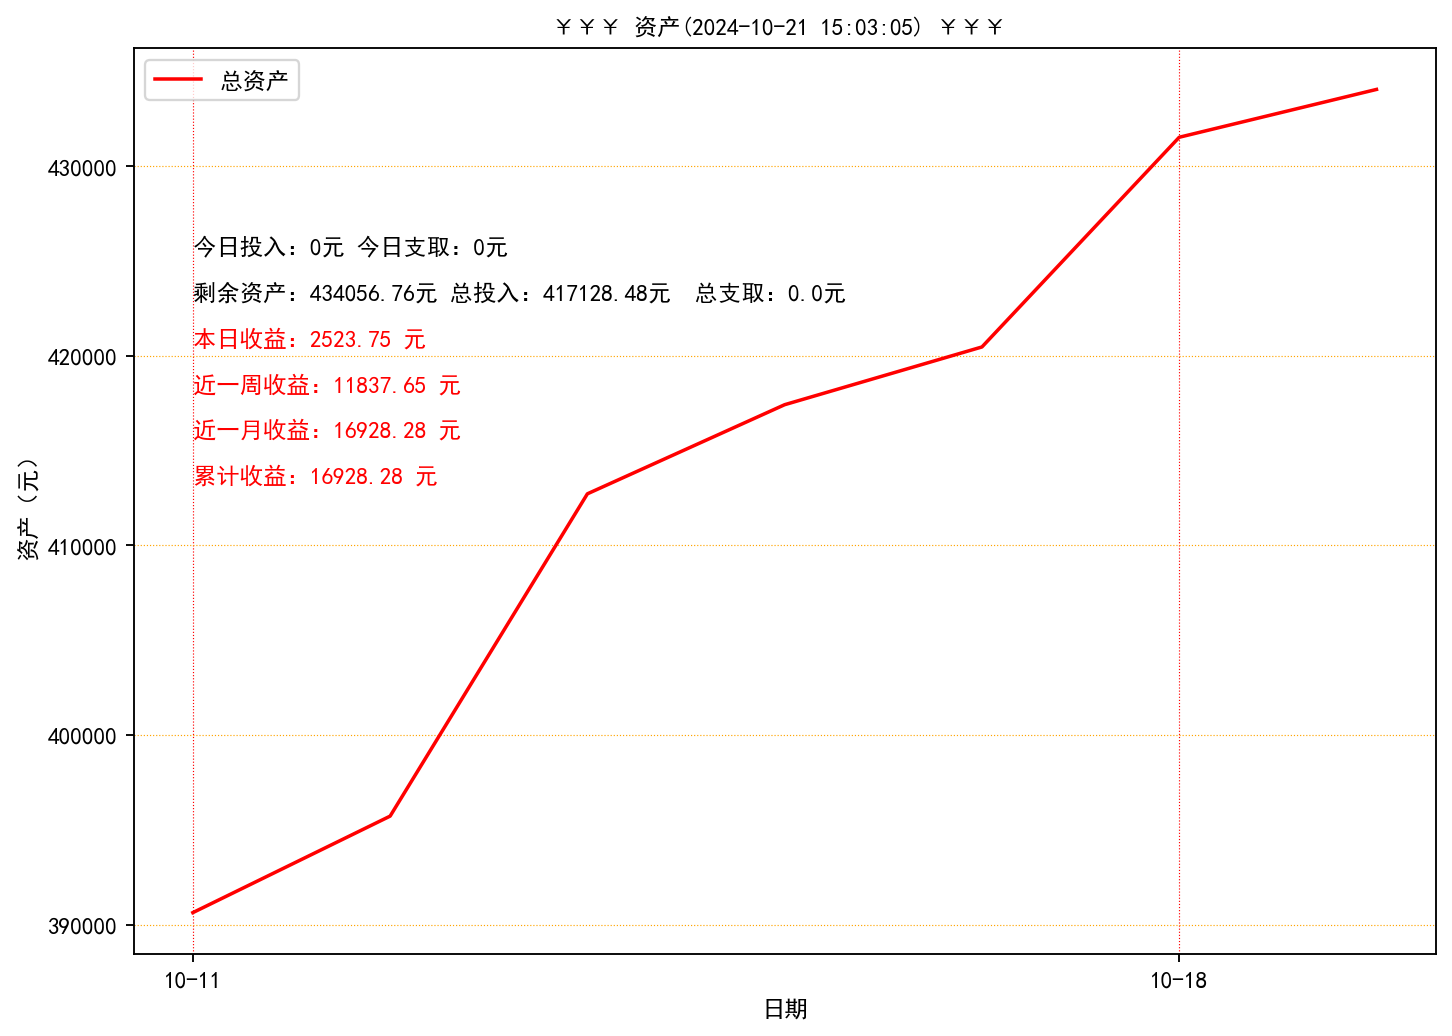 ￥￥￥ 资产(2024-10-21 15:03:05) ￥￥￥
总资产
430000
今日投入：0元 今日支取：0元
剩余资产：434056.76元 总投入：417128.48元  总支取：0.0元
本日收益：2523.75 元
420000
近一周收益：11837.65 元
近一月收益：16928.28 元
累计收益：16928.28 元
资产（元）
410000
400000
390000
10-11
10-18
日期